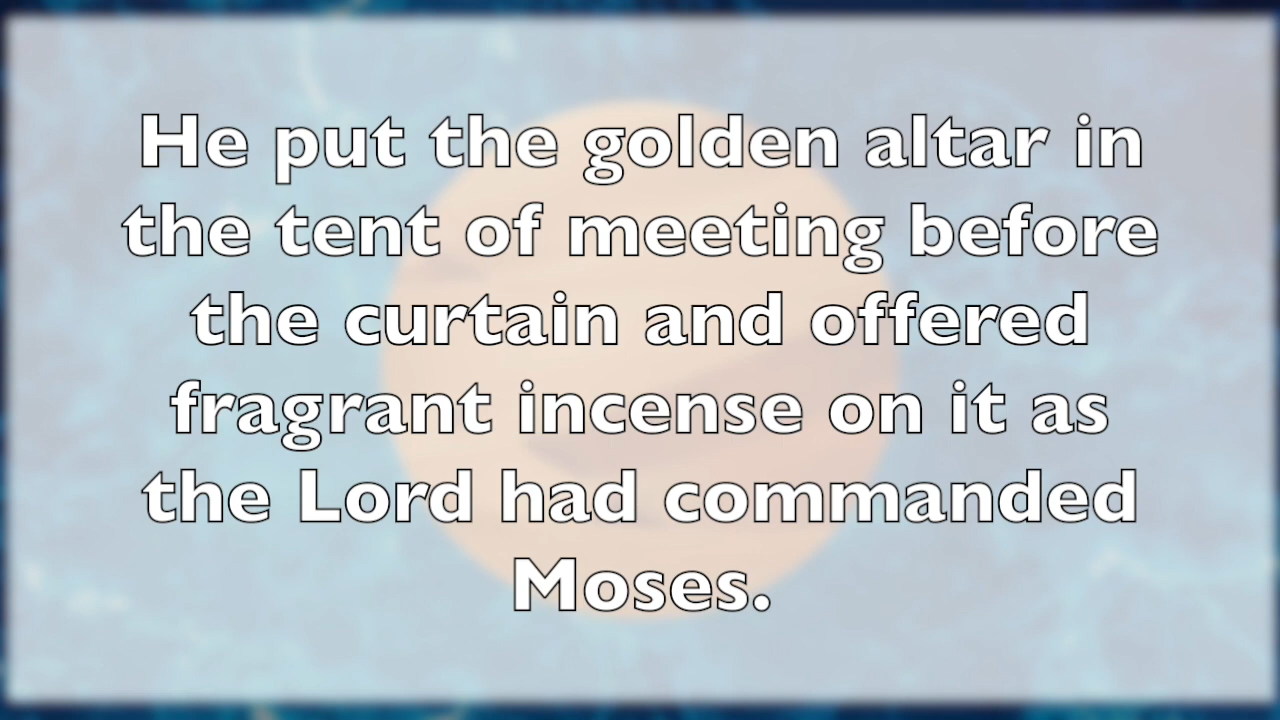 He put the golden altar in
the tent of meeting before
the curtain and offered
fragrant incense on it as
the Lord had commanded
Moses.